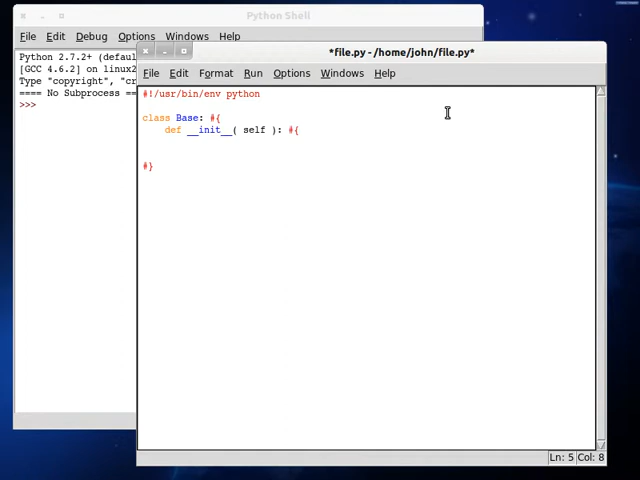 Python Shell
File Edit Debug Options Windows Help
Python 2.7.2+ (defau
[GCC 4.6.2] on linux2
Type "copyright", "cr
==== No Subprocess ==
>>>
*file.py - /home/john/file.py*
File Edit Format Run Options Windows Help
#!/usr/bin/env python
class Base: #{
def __init__( self ): #{
#}
Ln: 5 Col: 8